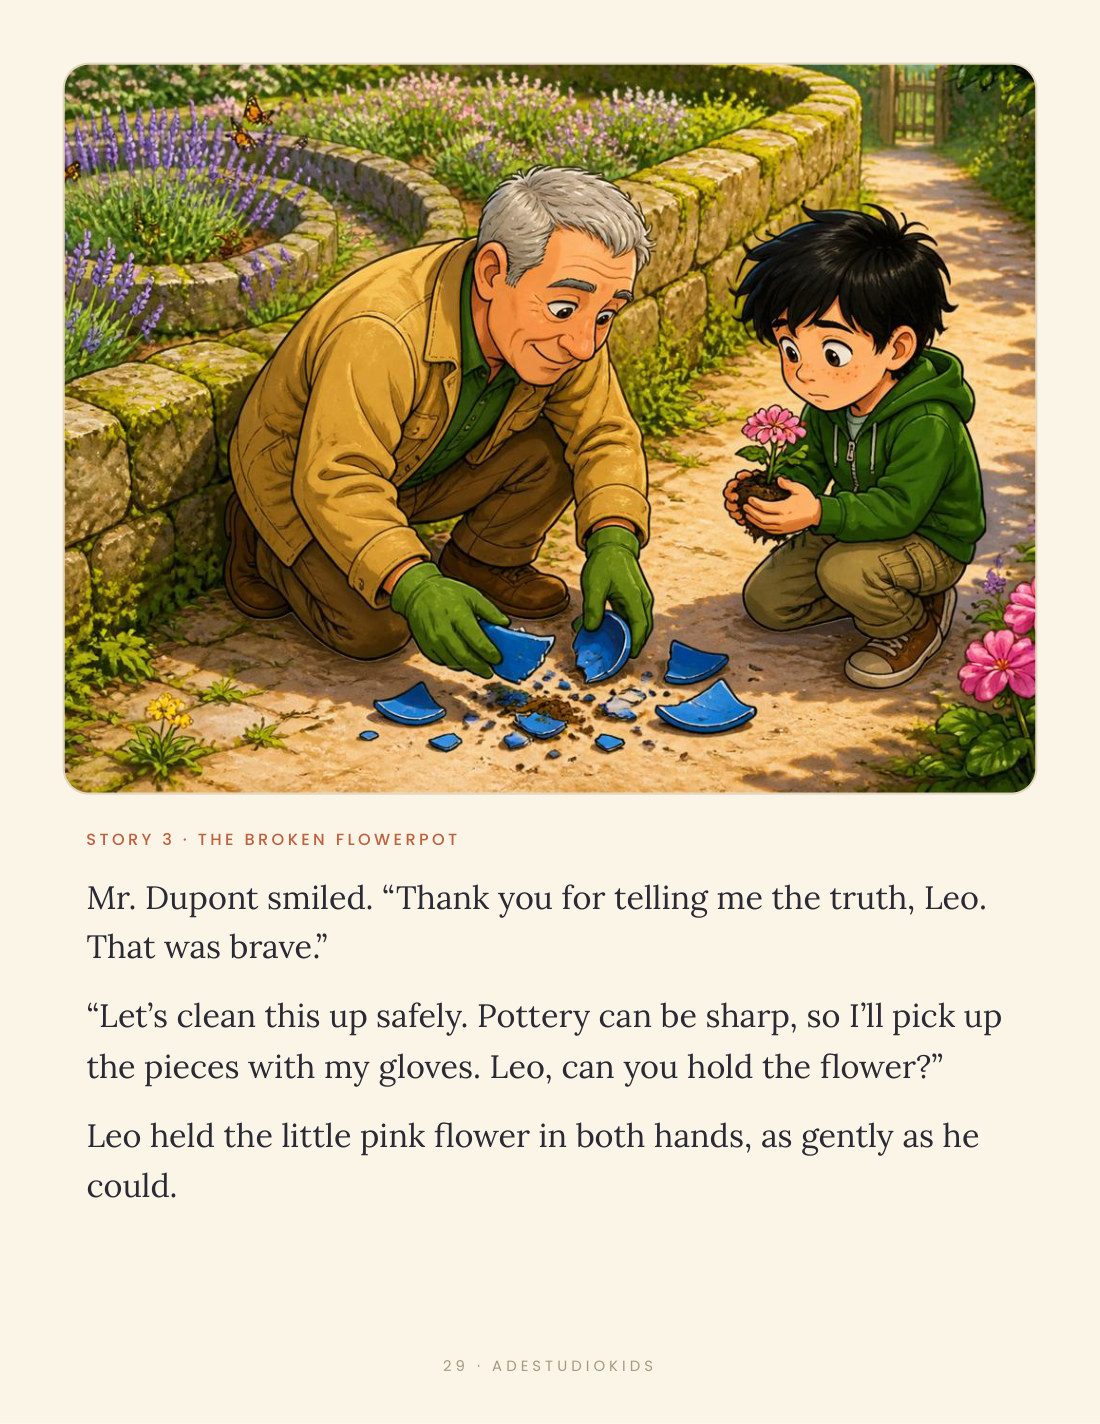 STORY 3 · THE BROKEN FLOWERPOT
Mr. Dupont smiled. “Thank you for telling me the truth, Leo.
That was brave.”
“Let’s clean this up safely. Pottery can be sharp, so I’ll pick up
the pieces with my gloves. Leo, can you hold the flower?”
Leo held the little pink flower in both hands, as gently as he
could.
29 · ADESTUDIOKIDS